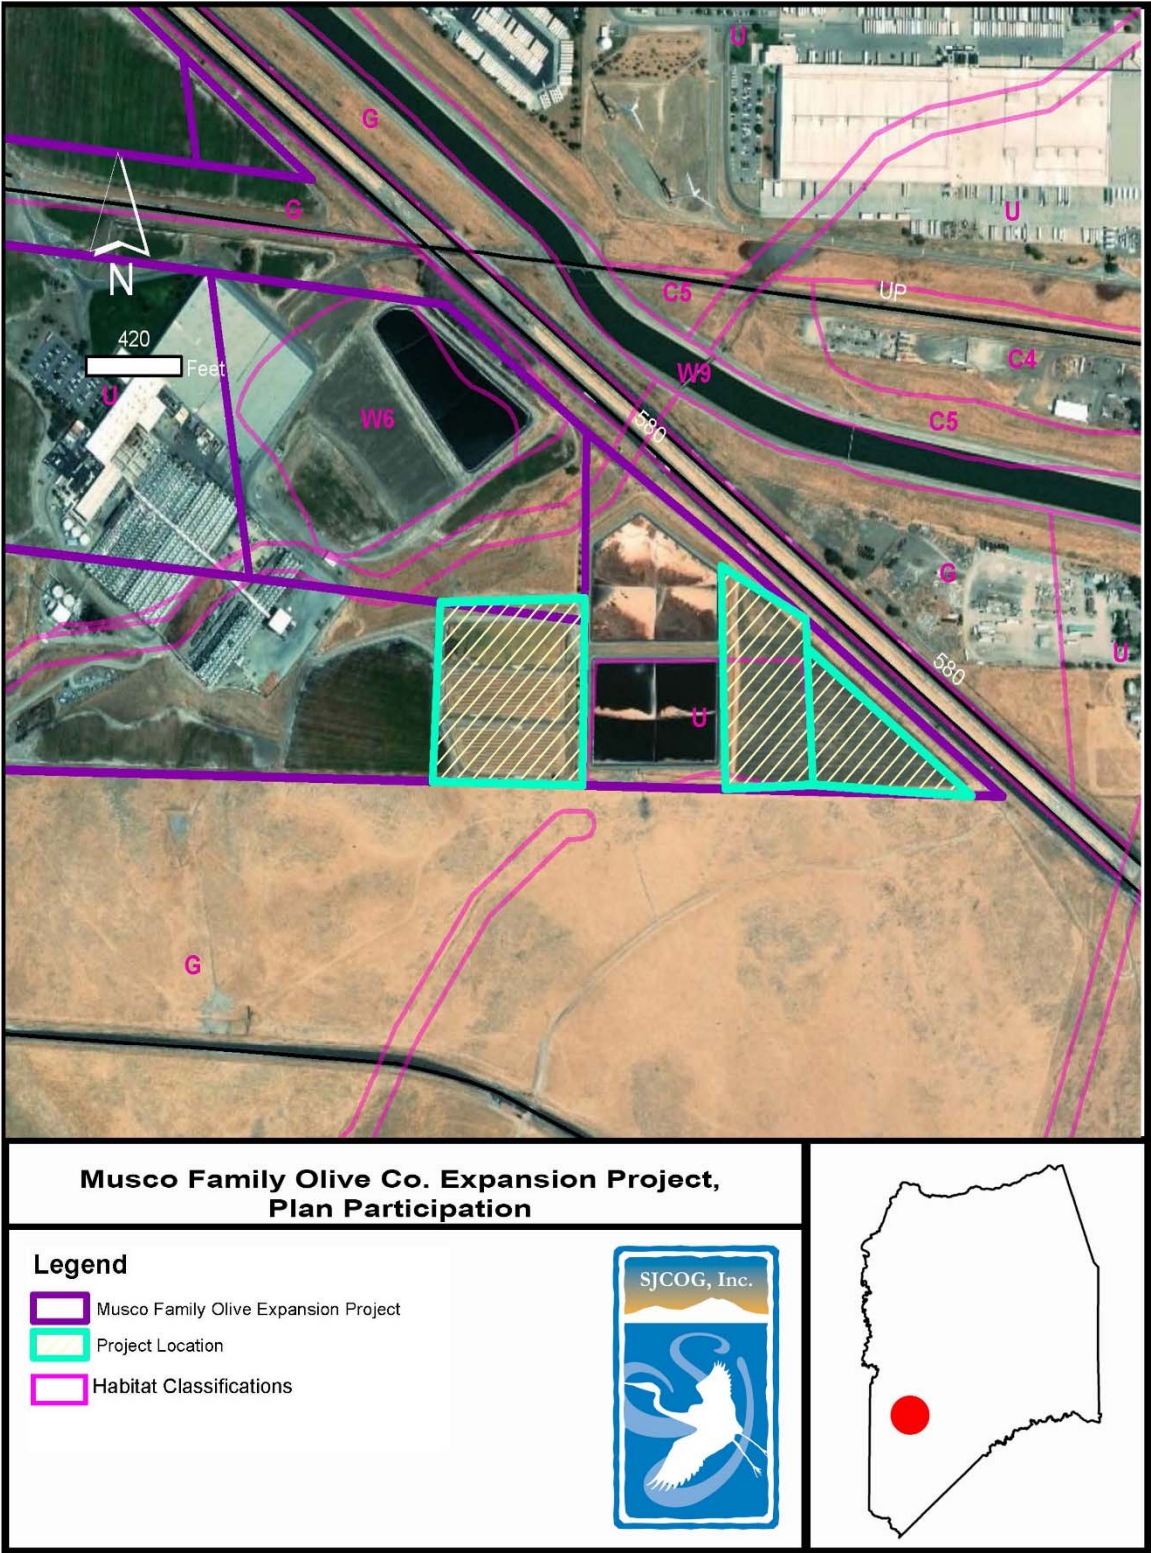 U
G
G
U
N
C5
UP
420
Feet
W9
C4
U
W6
580
C5
G
580
U
U
G
Musco Family Olive Co. Expansion Project,
Plan Participation
Legend
Musco Family Olive Expansion Project
Project Location
Habitat Classifications
SJCOG, Inc.